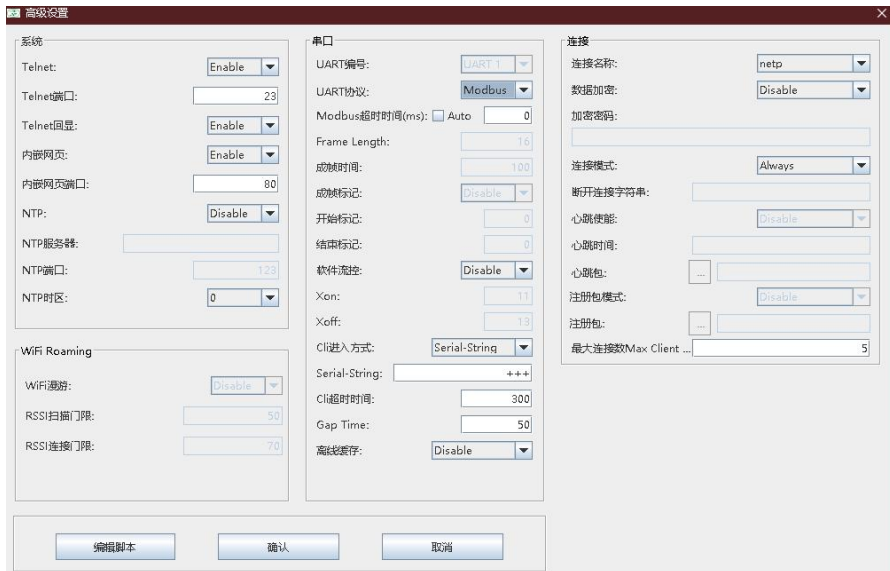 高级设置
系统
Telnet: Enable
Telnet端口: 23
Telnet回显: Enable
内嵌网页: Enable
内嵌网页端口: 80
NTP: Disable
NTP服务器:
NTP端口: 123
NTP时区: 0
WiFi Roaming
WiFi漫游: Disable
RSSI扫描门限: 50
RSSI连接门限: 70
串口
UART编号: UART 1
UART协议: Modbus
Modbus超时时间(ms): Auto 0
Frame Length: 16
成帧时间: 100
成帧标记: Disable
开始标记: 0
结束标记: 0
软件流控: Disable
Xon: 11
Xoff: 13
Cli进入方式: Serial-String
Serial-String: +++
Cli超时时间: 300
Gap Time: 50
离线缓存: Disable
连接
连接名称: netp
数据加密: Disable
加密密码:
连接模式: Always
断开连接字符串:
心跳使能: Disable
心跳时间:
心跳包: ...
注册包模式: Disable
注册包: ...
最大连接数Max Client ... 5
编辑脚本 确认 取消